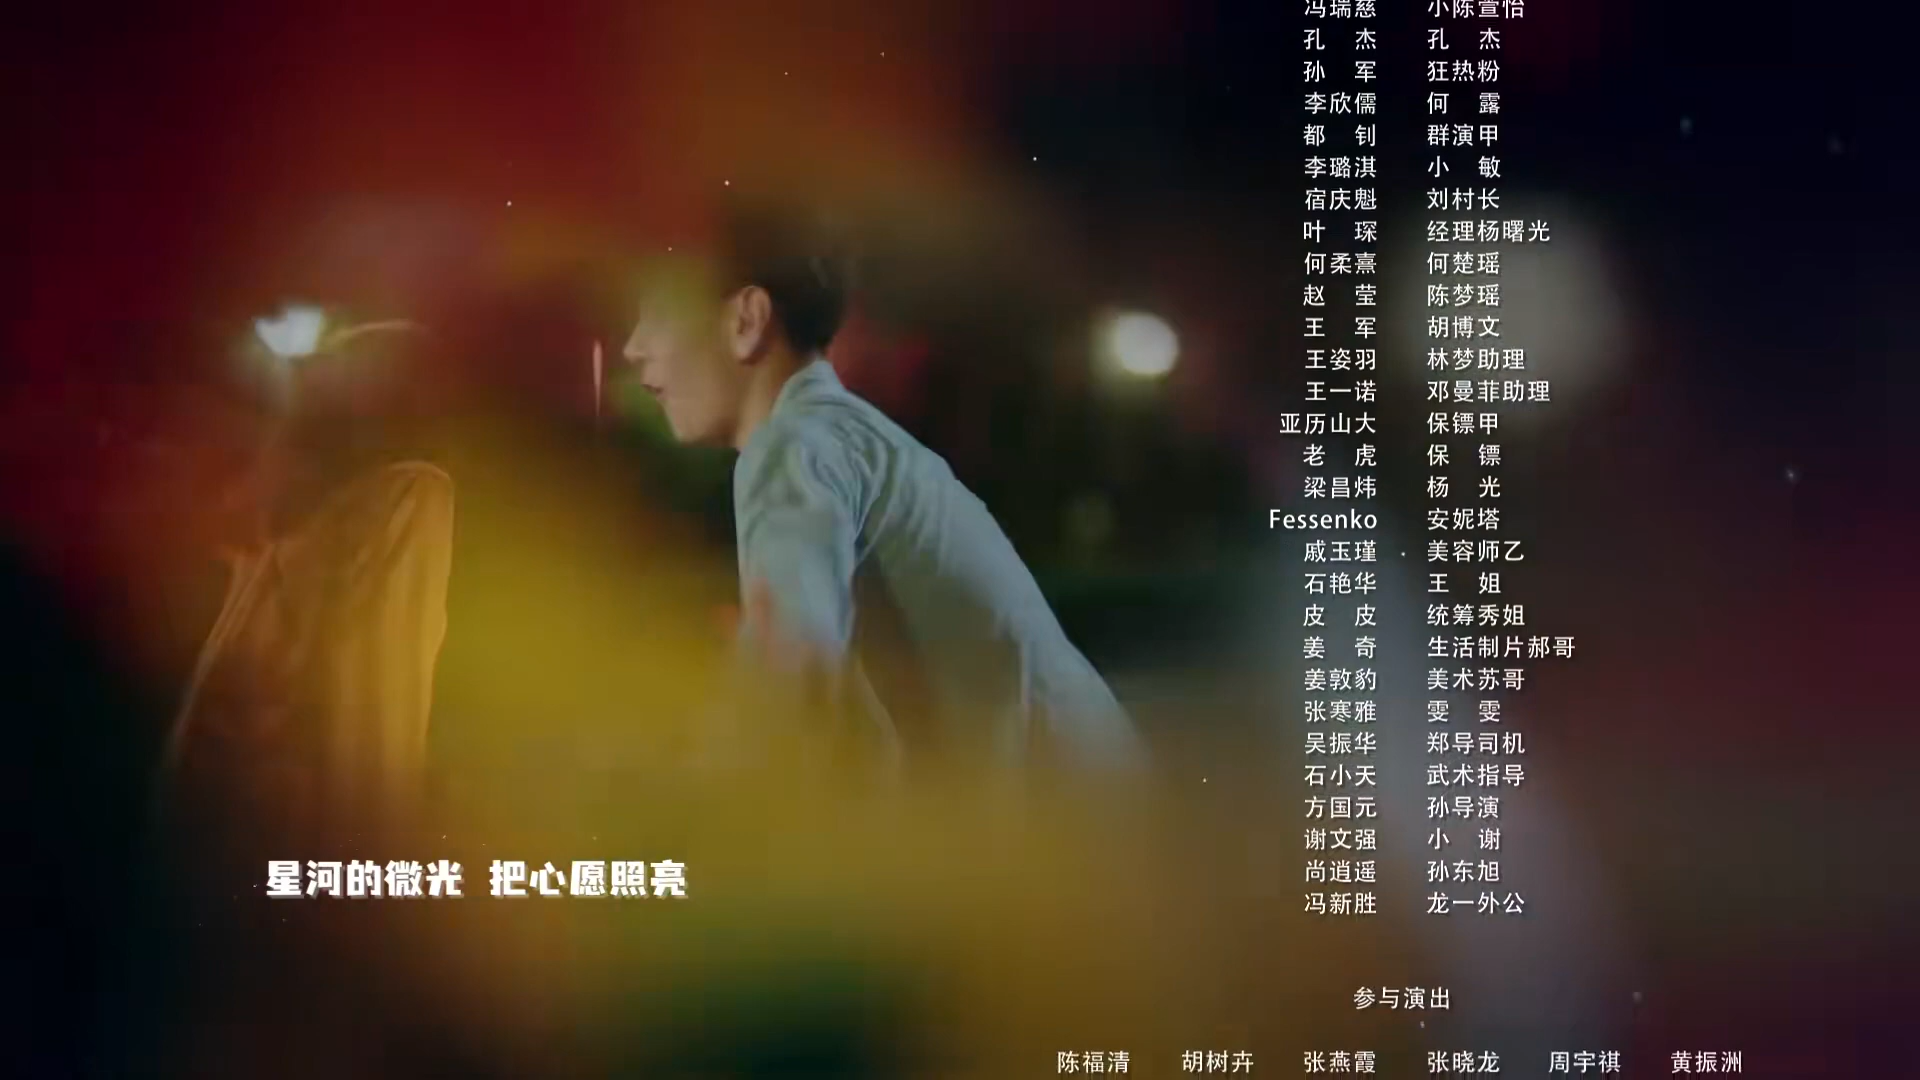 冯瑞慈 小陈萱怡
孔 杰 孔 杰
孙 军 狂热粉
李欣儒 何 露
都 钊 群演甲
李璐淇 小 敏
宿庆魁 刘村长
叶 琛 经理杨曙光
何柔熹 何楚瑶
赵 莹 陈梦瑶
王 军 胡博文
王姿羽 林梦助理
王一诺 邓曼菲助理
亚历山大 保镖甲
老 虎 保 镖
梁昌炜 杨 光
Fessenko 安妮塔
戚玉瑾 美容师乙
石艳华 王 姐
皮 皮 统筹秀姐
姜 奇 生活制片郝哥
姜敦豹 美术苏哥
张寒雅 雯 雯
吴振华 郑导司机
石小天 武术指导
方国元 孙导演
谢文强 小 谢
尚逍遥 孙东旭
冯新胜 龙一外公
星河的微光 把心愿照亮
参与演出
陈福清 胡树卉 张燕霞 张晓龙 周宇祺 黄振洲